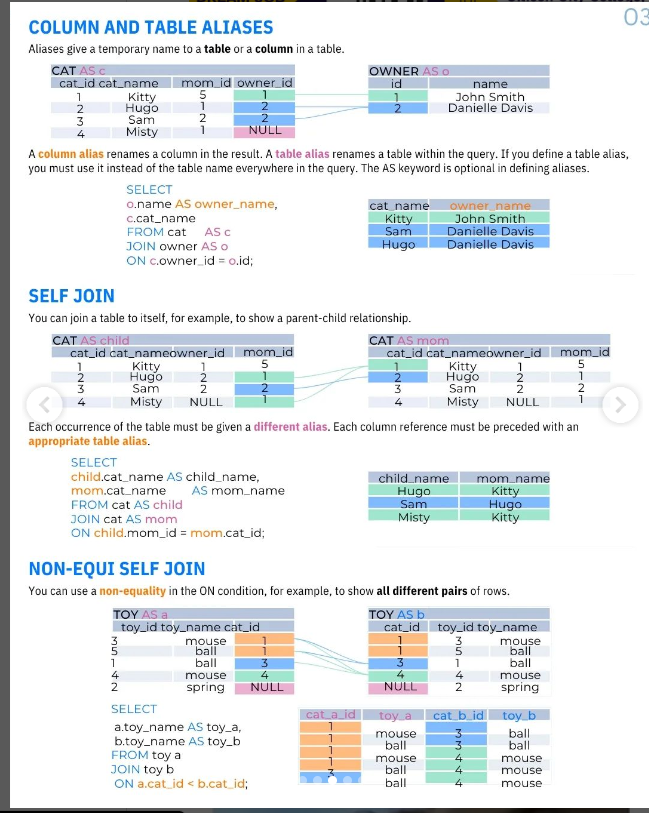 03
COLUMN AND TABLE ALIASES
Aliases give a temporary name to a table or a column in a table.
CAT AS c
cat_id cat_name mom_id owner_id
1 Kitty 5 1
2 Hugo 1 2
3 Sam 2 2
4 Misty 1 NULL
OWNER AS o
id name
1 John Smith
2 Danielle Davis
A column alias renames a column in the result. A table alias renames a table within the query. If you define a table alias,
you must use it instead of the table name everywhere in the query. The AS keyword is optional in defining aliases.
SELECT
o.name AS owner_name,
c.cat_name
FROM cat AS c
JOIN owner AS o
ON c.owner_id = o.id;
cat_name owner_name
Kitty John Smith
Sam Danielle Davis
Hugo Danielle Davis
SELF JOIN
You can join a table to itself, for example, to show a parent-child relationship.
CAT AS child
cat_id cat_nameowner_id mom_id
1 Kitty 1 5
2 Hugo 2 1
3 Sam 2 2
4 Misty NULL 1
CAT AS mom
cat_id cat_nameowner_id mom_id
1 Kitty 1 5
2 Hugo 2 1
3 Sam 2 2
4 Misty NULL 1
Each occurrence of the table must be given a different alias. Each column reference must be preceded with an
appropriate table alias.
SELECT
child.cat_name AS child_name,
mom.cat_name AS mom_name
FROM cat AS child
JOIN cat AS mom
ON child.mom_id = mom.cat_id;
child_name mom_name
Hugo Kitty
Sam Hugo
Misty Kitty
NON-EQUI SELF JOIN
You can use a non-equality in the ON condition, for example, to show all different pairs of rows.
TOY AS a
toy_id toy_name cat_id
3 mouse 1
5 ball 1
1 ball 3
4 mouse 4
2 spring NULL
TOY AS b
cat_id toy_id toy_name
1 3 mouse
1 5 ball
3 1 ball
4 4 mouse
NULL 2 spring
SELECT
a.toy_name AS toy_a,
b.toy_name AS toy_b
FROM toy a
JOIN toy b
ON a.cat_id < b.cat_id;
cat_a_id toy_a cat_b_id toy_b
1 mouse 3 ball
1 ball 3 ball
1 mouse 4 mouse
1 ball 4 mouse
3 ball 4 mouse